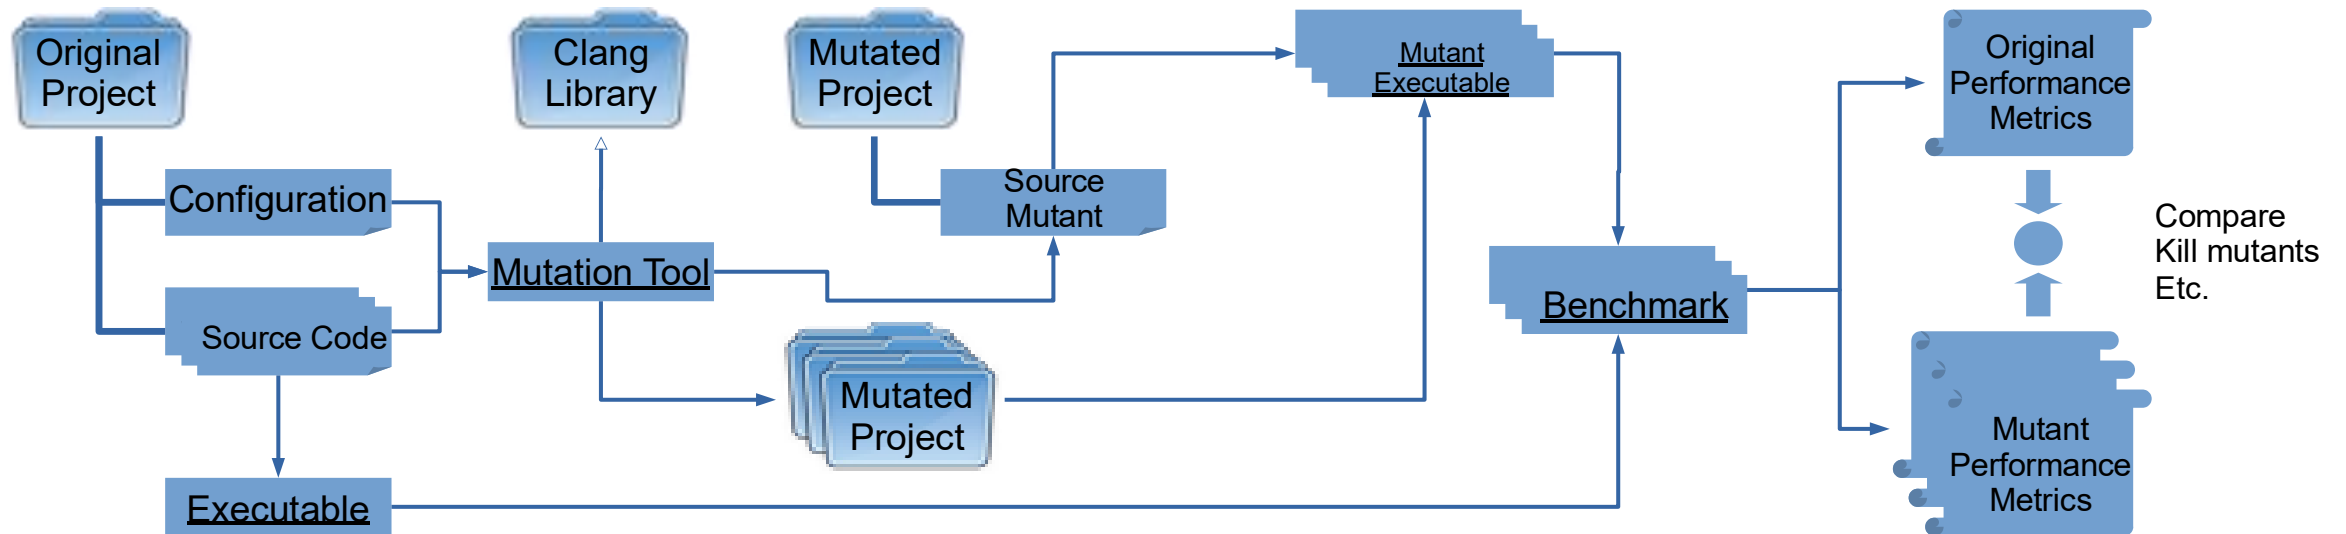 Original
Project
Clang
Library
Mutated
Project
Mutant
Executable
Original
Performance
Metrics
Configuration
Source
Mutant
Compare
Kill mutants
Etc.
Mutation Tool
Benchmark
Source Code
Mutated
Project
Mutant
Performance
Metrics
Executable